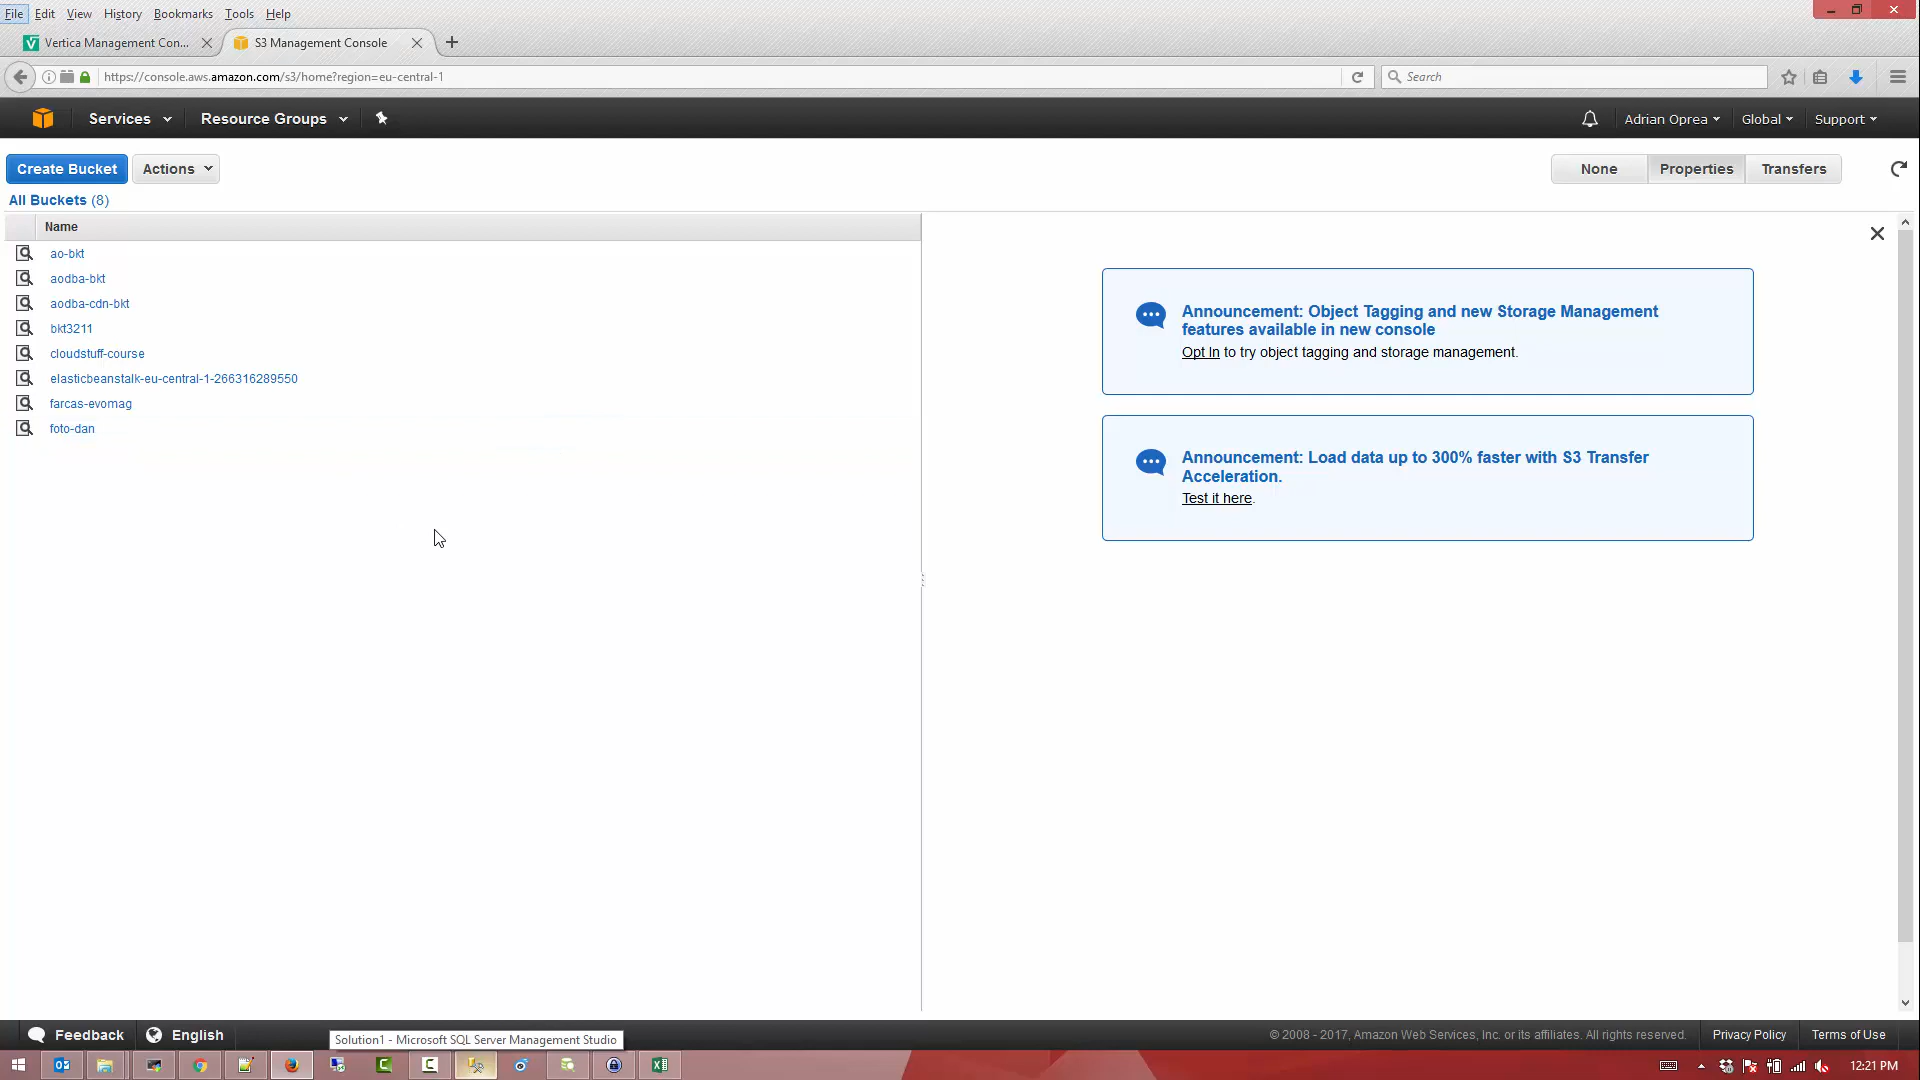 File Edit View History Bookmarks Tools Help
Vertica Management Con...
S3 Management Console
https://console.aws.amazon.com/s3/home?region=eu-central-1
Search
Services
Resource Groups
Adrian Oprea
Global
Support
Create Bucket
Actions
None
Properties
Transfers
All Buckets (8)
Name
ao-bkt
aodba-bkt
aodba-cdn-bkt
bkt3211
cloudstuff-course
elasticbeanstalk-eu-central-1-266316289550
farcas-evomag
foto-dan
Announcement: Object Tagging and new Storage Management
features available in new console
Opt In to try object tagging and storage management.
Announcement: Load data up to 300% faster with S3 Transfer
Acceleration.
Test it here.
Feedback
English
Solution1 - Microsoft SQL Server Management Studio
© 2008 - 2017, Amazon Web Services, Inc. or its affiliates. All rights reserved.
Privacy Policy
Terms of Use
12:21 PM